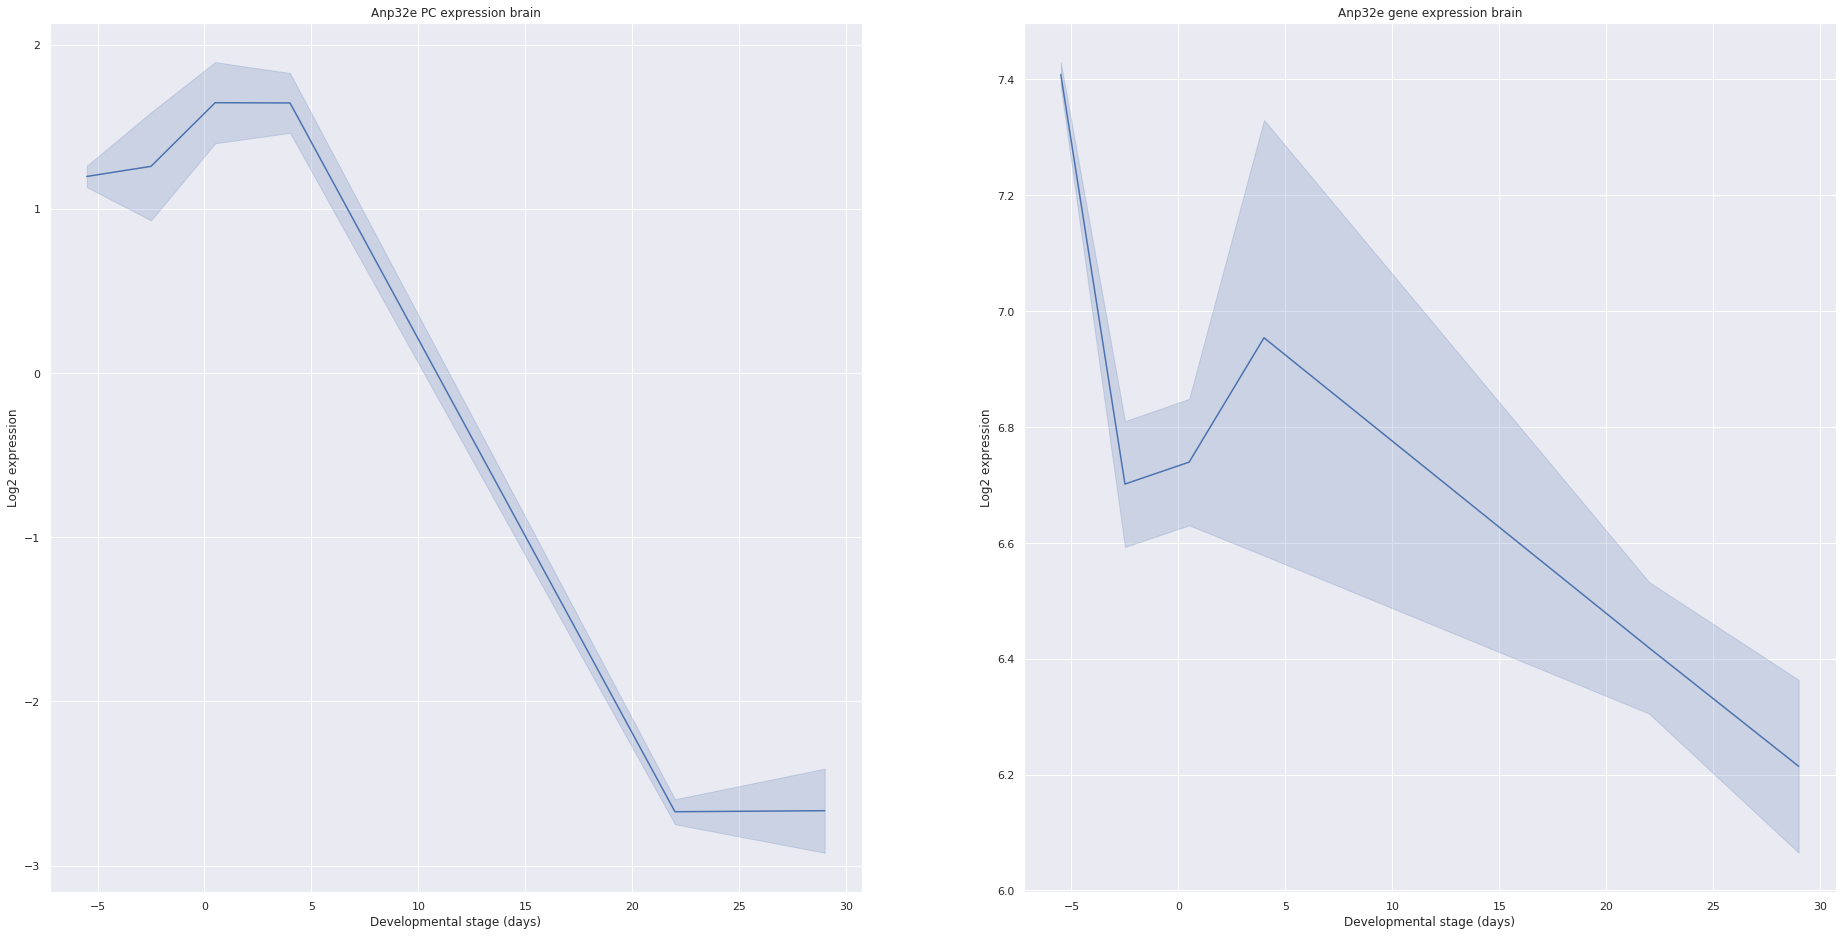 Anp32e PC expression brain
Log2 expression
2
1
0
−1
−2
−3
−5 0 5 10 15 20 25 30
Developmental stage (days)
Anp32e gene expression brain
Log2 expression
7.4
7.2
7.0
6.8
6.6
6.4
6.2
6.0
−5 0 5 10 15 20 25 30
Developmental stage (days)